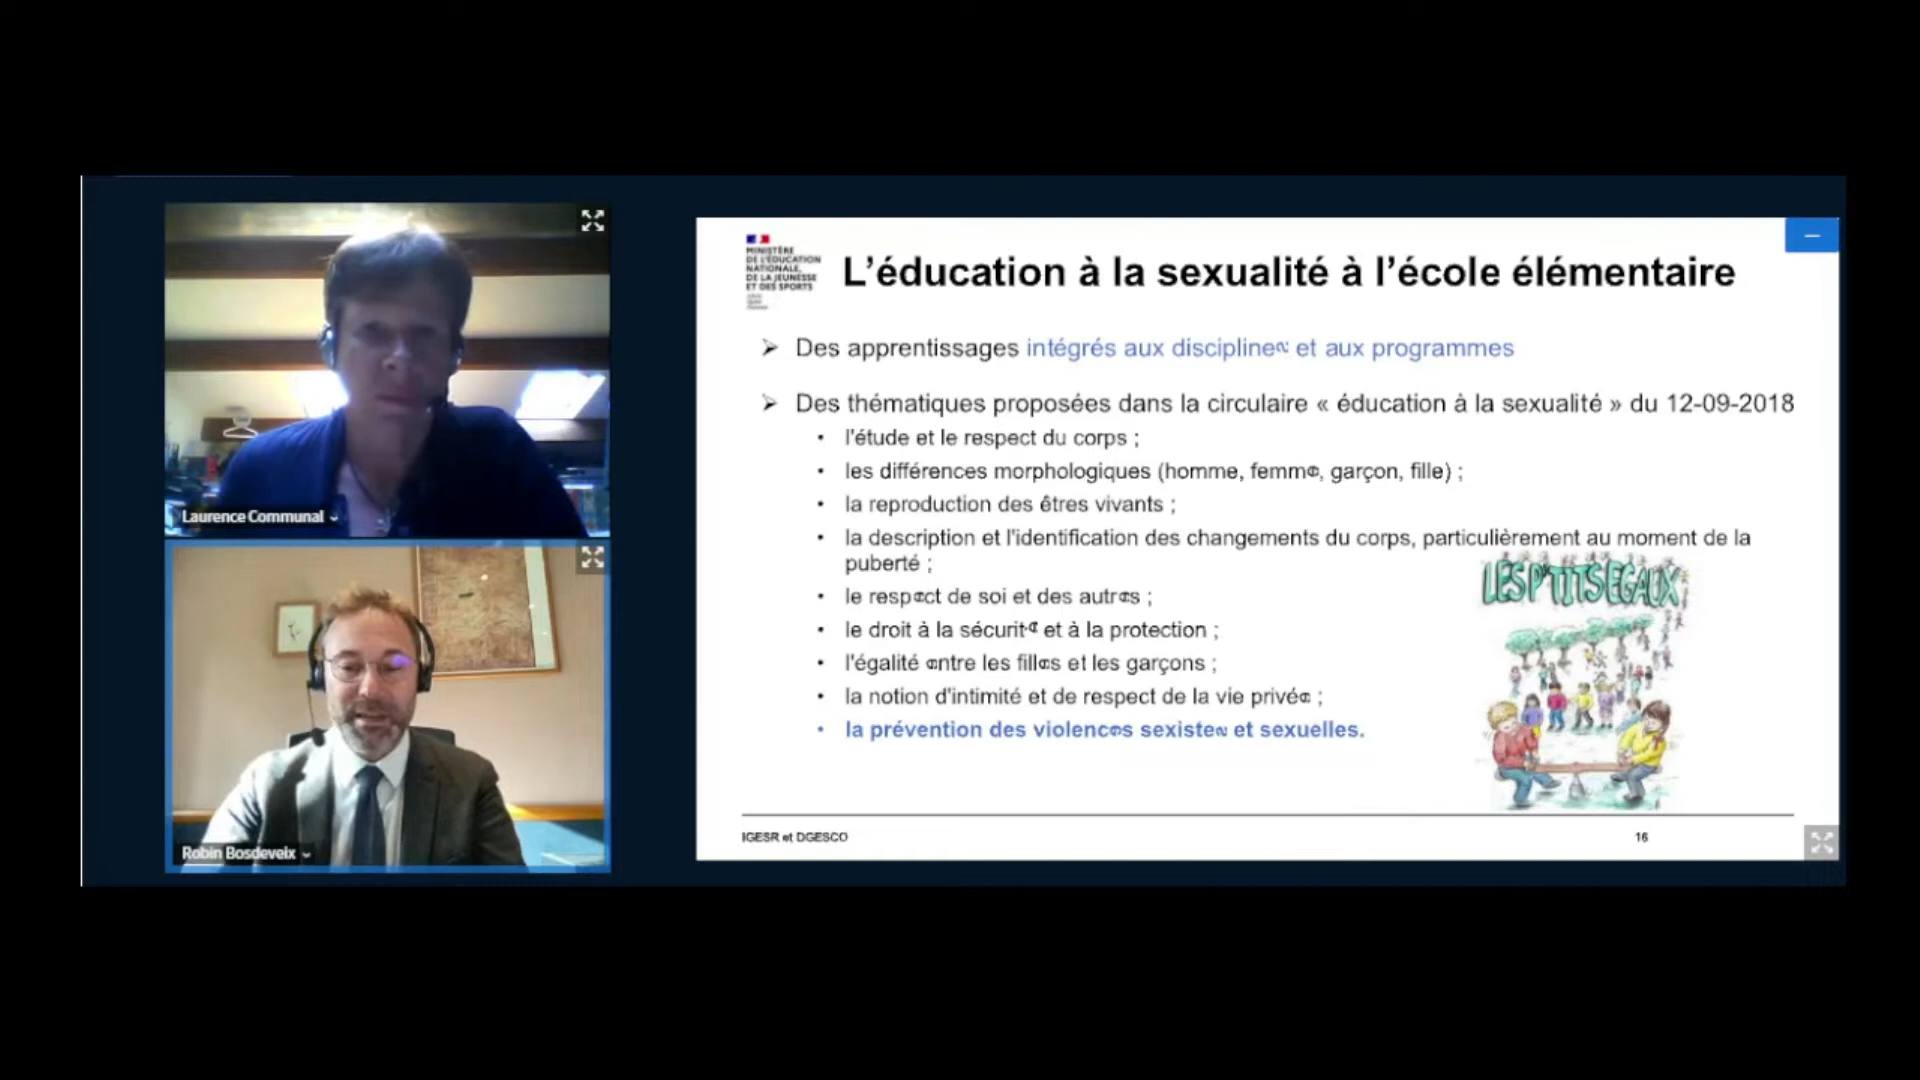 Laurence Communal
Robin Bosdeveix
MINISTÈRE
DE L'ÉDUCATION
NATIONALE,
DE LA JEUNESSE
ET DES SPORTS
L'éducation à la sexualité à l'école élémentaire
Des apprentissages intégrés aux disciplines et aux programmes
Des thématiques proposées dans la circulaire « éducation à la sexualité » du 12-09-2018
• l'étude et le respect du corps ;
• les différences morphologiques (homme, femme, garçon, fille) ;
• la reproduction des êtres vivants ;
• la description et l'identification des changements du corps, particulièrement au moment de la
puberté ;
• le respect de soi et des autres ;
• le droit à la sécurité et à la protection ;
• l'égalité entre les filles et les garçons ;
• la notion d'intimité et de respect de la vie privée ;
• la prévention des violences sexistes et sexuelles.
LES P'TITS EGAUX
IGESR et DGESCO
16